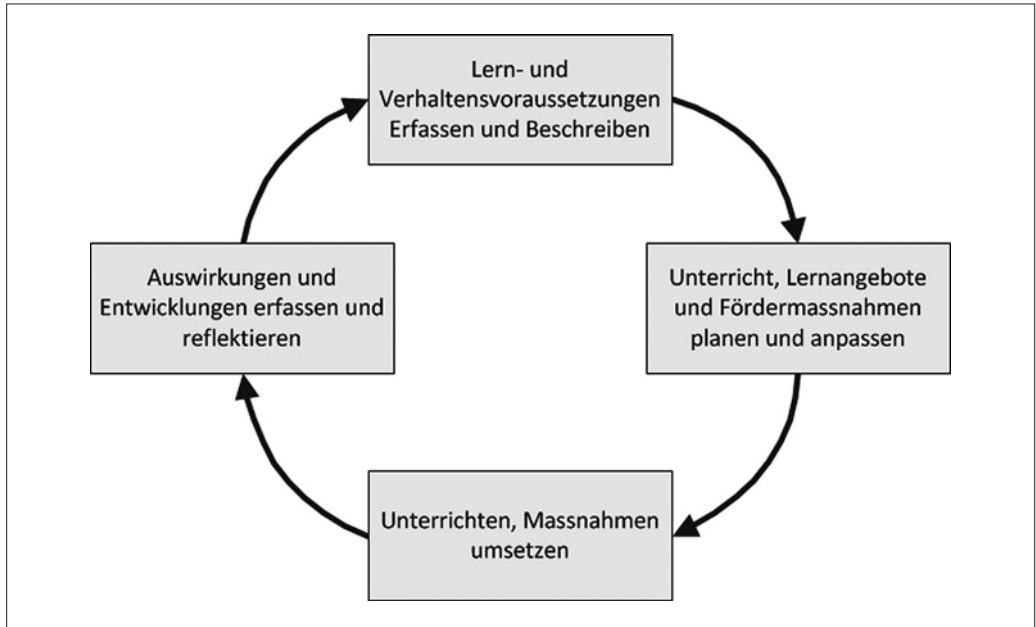 Lern- und
Verhaltensvoraussetzungen
Erfassen und Beschreiben
Unterricht, Lernangebote
und Fördermassnahmen
planen und anpassen
Unterrichten, Massnahmen
umsetzen
Auswirkungen und
Entwicklungen erfassen und
reflektieren